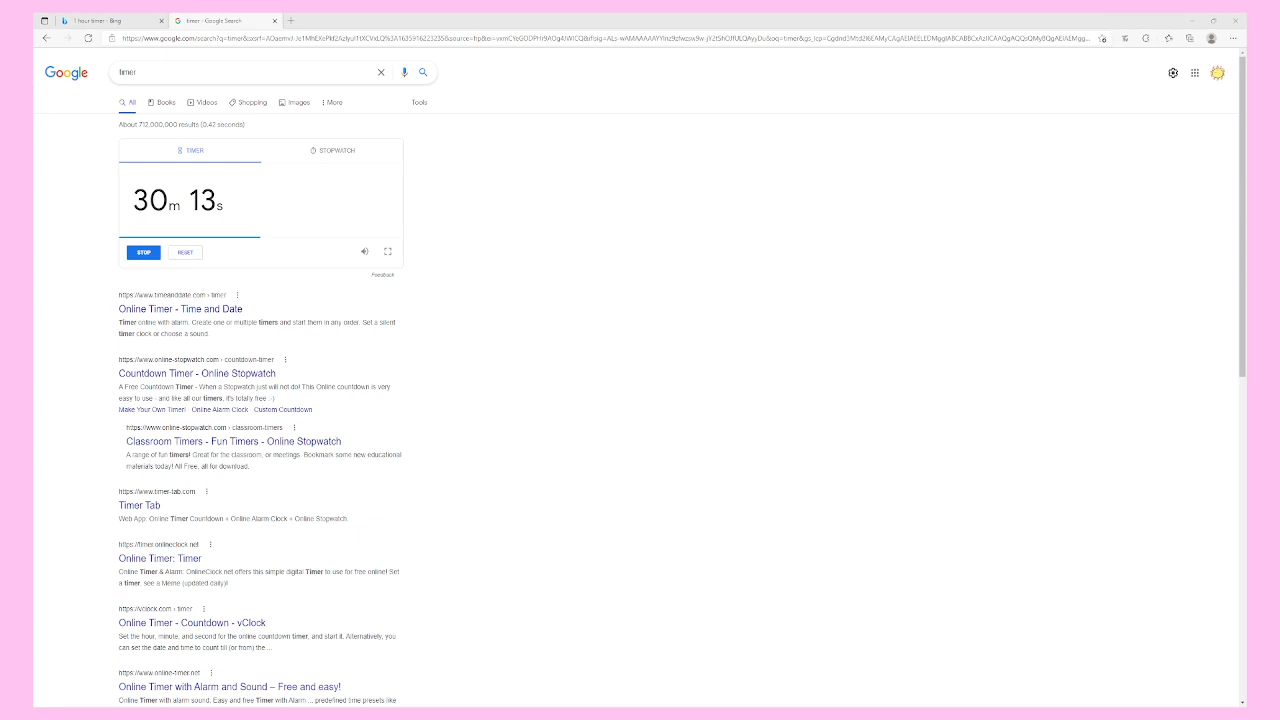 1 hour timer - Bing
timer - Google Search
Google
timer
All Books Videos Shopping Images More Tools
About 712,000,000 results (0.42 seconds)
TIMER STOPWATCH
30m 13s
STOP RESET
Feedback
https://www.timeanddate.com › timer
Online Timer - Time and Date
Timer online with alarm. Create one or multiple timers and start them in any order. Set a silent
timer clock or choose a sound.
https://www.online-stopwatch.com › countdown-timer
Countdown Timer - Online Stopwatch
A Free Countdown Timer - When a Stopwatch just will not do! This Online countdown is very
easy to use - and like all our timers, it's totally free :-)
Make Your Own Timer! · Online Alarm Clock · Custom Countdown
https://www.online-stopwatch.com › classroom-timers
Classroom Timers - Fun Timers - Online Stopwatch
A range of fun timers! Great for the classroom, or meetings. Bookmark some new-educational
materials today! All Free, all for download.
https://www.timer-tab.com
Timer Tab
Web App: Online Timer Countdown + Online Alarm Clock + Online Stopwatch.
https://timer.onlineclock.net
Online Timer: Timer
Online Timer & Alarm: OnlineClock.net offers this simple digital Timer to use for free online! Set
a timer, see a Meme (updated daily)!
https://vclock.com › timer
Online Timer - Countdown - vClock
Set the hour, minute, and second for the online countdown timer, and start it. Alternatively, you
can set the date and time to count till (or from) the ...
https://www.online-timer.net
Online Timer with Alarm and Sound – Free and easy!
Online Timer with alarm sound. Easy and free Timer with Alarm ... predefined time presets like